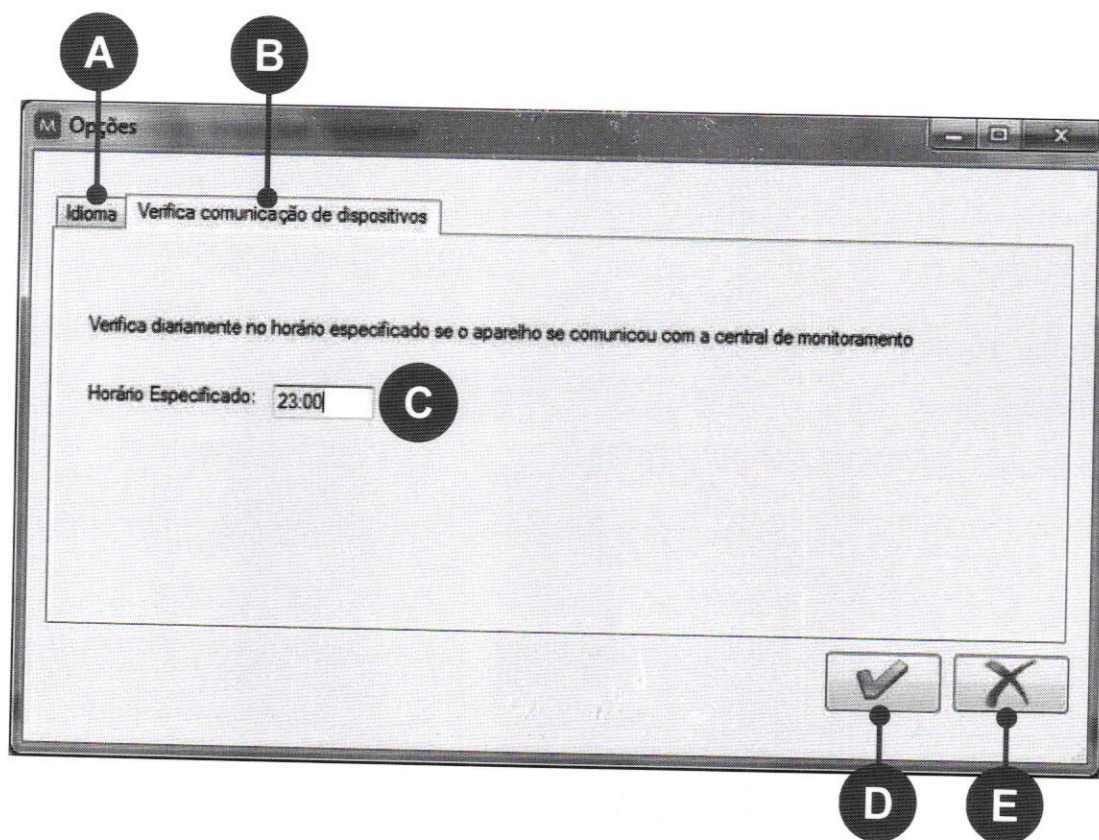 A B
M Opções
Idioma Verifica comunicação de dispositivos
Verifica diariamente no horário especificado se o aparelho se comunicou com a central de monitoramento
Horário Especificado: 23:00 C
D E